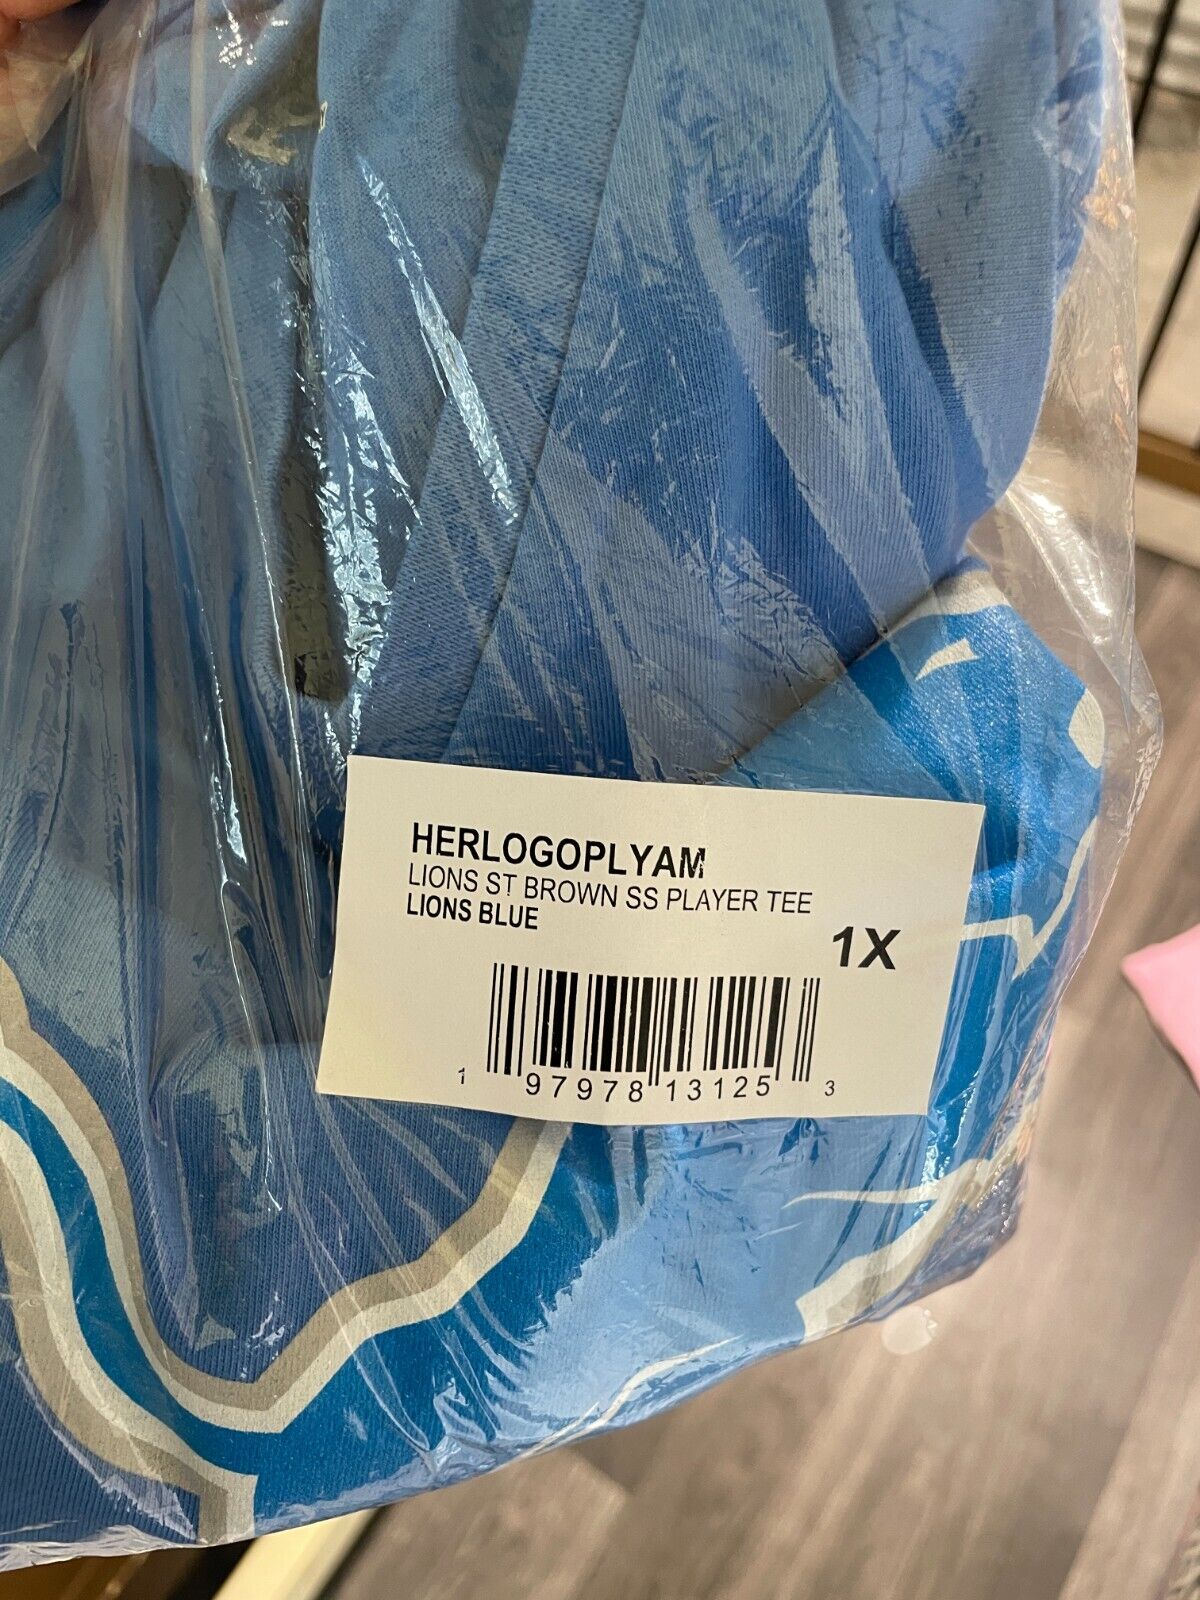 HERLOGOPLYAM
LIONS ST BROWN SS PLAYER TEE
LIONS BLUE
1X
1 97978 13125 3